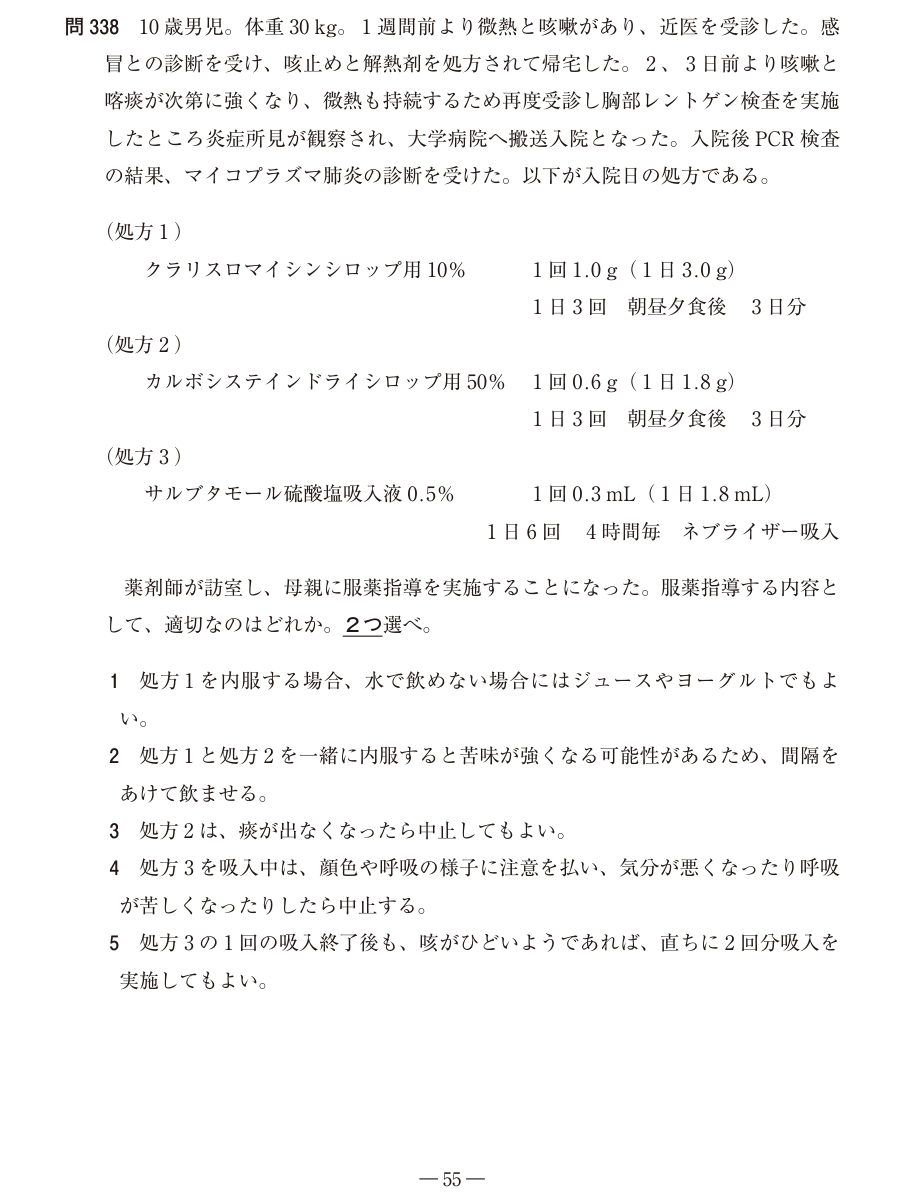 問 338　10 歳男児。体重 30 kg。１週間前より微熱と咳嗽があり、近医を受診した。感
冒との診断を受け、咳止めと解熱剤を処方されて帰宅した。２、３日前より咳嗽と
喀痰が次第に強くなり、微熱も持続するため再度受診し胸部レントゲン検査を実施
したところ炎症所見が観察され、大学病院へ搬送入院となった。入院後 PCR 検査
の結果、マイコプラズマ肺炎の診断を受けた。以下が入院日の処方である。
（処方１）
クラリスロマイシンシロップ用 10％　１回 1.0 g（１日 3.0 g）
１日３回　朝昼夕食後　３日分
（処方２）
カルボシステインドライシロップ用 50％　１回 0.6 g（１日 1.8 g）
１日３回　朝昼夕食後　３日分
（処方３）
サルブタモール硫酸塩吸入液 0.5％　１回 0.3 mL（１日 1.8 mL）
１日６回　４時間毎　ネブライザー吸入
薬剤師が訪室し、母親に服薬指導を実施することになった。服薬指導する内容と
して、適切なのはどれか。２つ選べ。
１　処方１を内服する場合、水で飲めない場合にはジュースやヨーグルトでもよ
い。
２　処方１と処方２を一緒に内服すると苦味が強くなる可能性があるため、間隔を
あけて飲ませる。
３　処方２は、痰が出なくなったら中止してもよい。
４　処方３を吸入中は、顔色や呼吸の様子に注意を払い、気分が悪くなったり呼吸
が苦しくなったりしたら中止する。
５　処方３の１回の吸入終了後も、咳がひどいようであれば、直ちに２回分吸入を
実施してもよい。
— 55 —